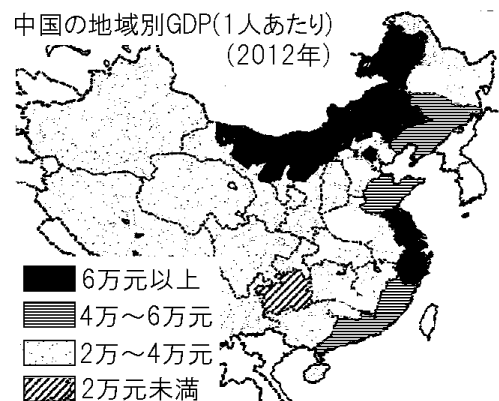 中国の地域別GDP(1人あたり)
(2012年)
6万元以上
4万～6万元
2万～4万元
2万元未満